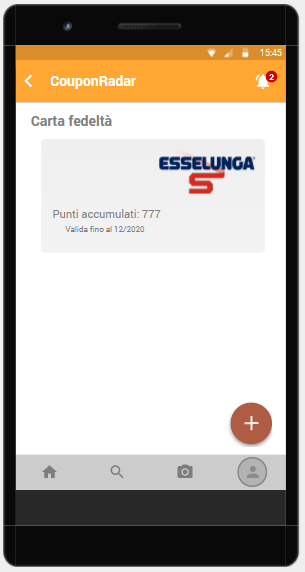 15:45
CouponRadar
2
Carta fedeltà
ESSELUNGA
S
Punti accumulati: 777
Valida fino al 12/2020